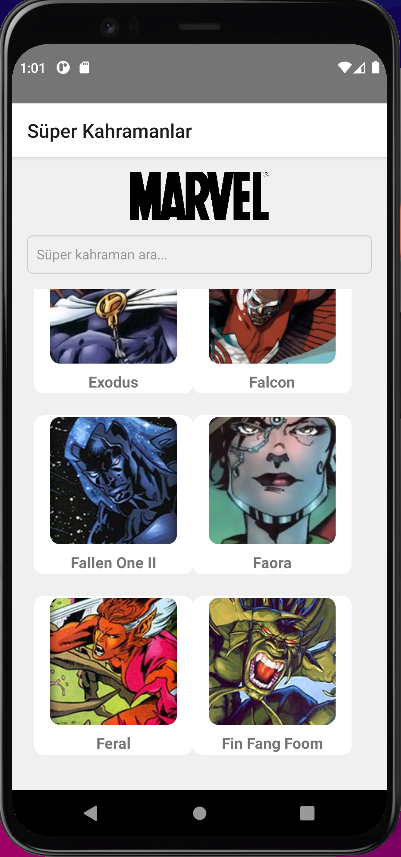 1:01
Süper Kahramanlar
MARVEL
Süper kahraman ara...
Exodus
Falcon
Fallen One II
Faora
Feral
Fin Fang Foom